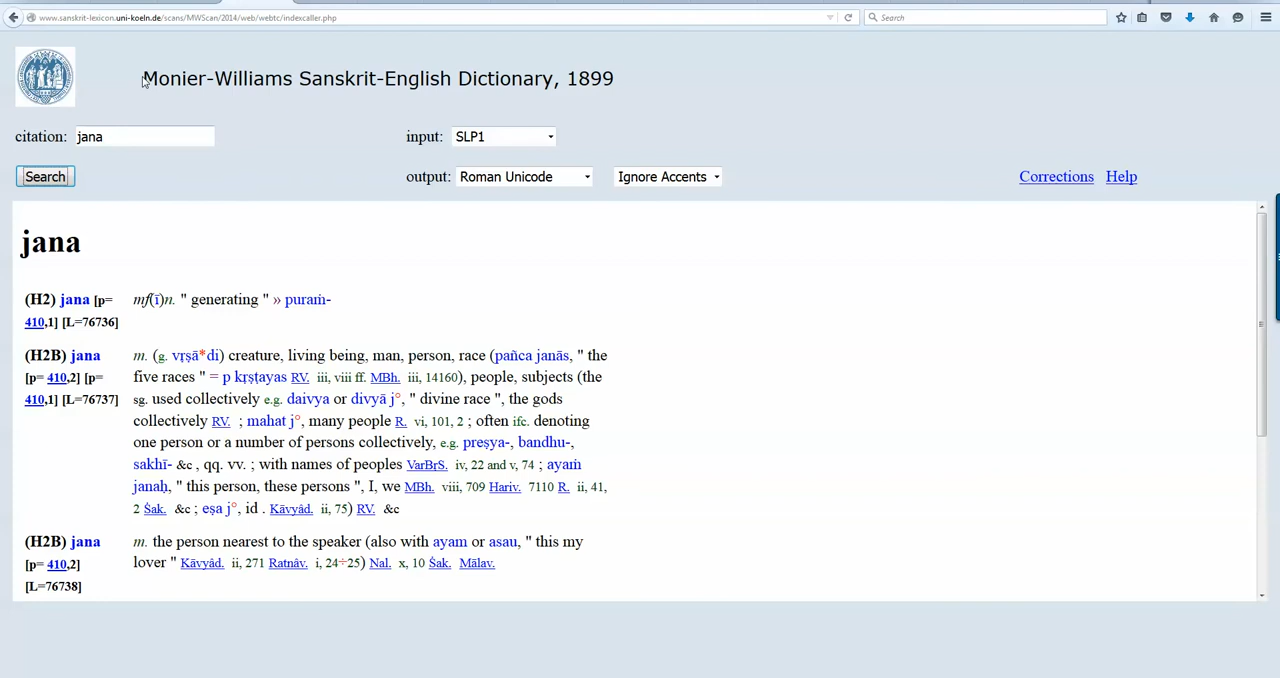 www.sanskrit-lexicon.uni-koeln.de/scans/MWScan/2014/web/webtc/indexcaller.php
Search
Monier-Williams Sanskrit-English Dictionary, 1899
citation: jana input: SLP1
Search output: Roman Unicode Ignore Accents Corrections Help
jana
(H2) jana [p= 410,1] [L=76736]
mf(ī)n. " generating " » puraṁ-
(H2B) jana [p= 410,2] [p= 410,1] [L=76737]
m. (g. vṛṣā*di) creature, living being, man, person, race (pañca janās, " the
five races " = p kṛṣṭayas RV. iii, viii ff. MBh. iii, 14160), people, subjects (the
sg. used collectively e.g. daivya or divyā j°, " divine race ", the gods
collectively RV. ; mahat j°, many people R. vi, 101, 2 ; often ifc. denoting
one person or a number of persons collectively, e.g. preṣya-, bandhu-,
sakhī- &c , qq. vv. ; with names of peoples VarBṛS. iv, 22 and v, 74 ; ayaṁ
janaḥ, " this person, these persons ", I, we MBh. viii, 709 Hariv. 7110 R. ii, 41,
2 Śak. &c ; eṣa j°, id . Kāvyâd. ii, 75) RV. &c
(H2B) jana [p= 410,2] [L=76738]
m. the person nearest to the speaker (also with ayam or asau, " this my
lover " Kāvyâd. ii, 271 Ratnâv. i, 24÷25) Nal. x, 10 Śak. Mālav.